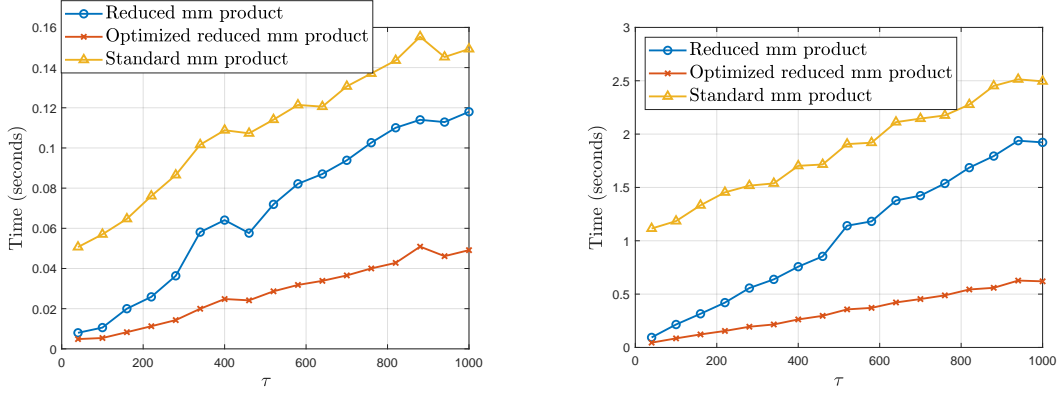 Reduced mm product
Optimized reduced mm product
Standard mm product
0.16
0.14
0.12
0.1
0.08
0.06
0.04
0.02
0
Time (seconds)
0 200 400 600 800 1000
τ
Reduced mm product
Optimized reduced mm product
Standard mm product
3
2.5
2
1.5
1
0.5
0
Time (seconds)
0 200 400 600 800 1000
τ